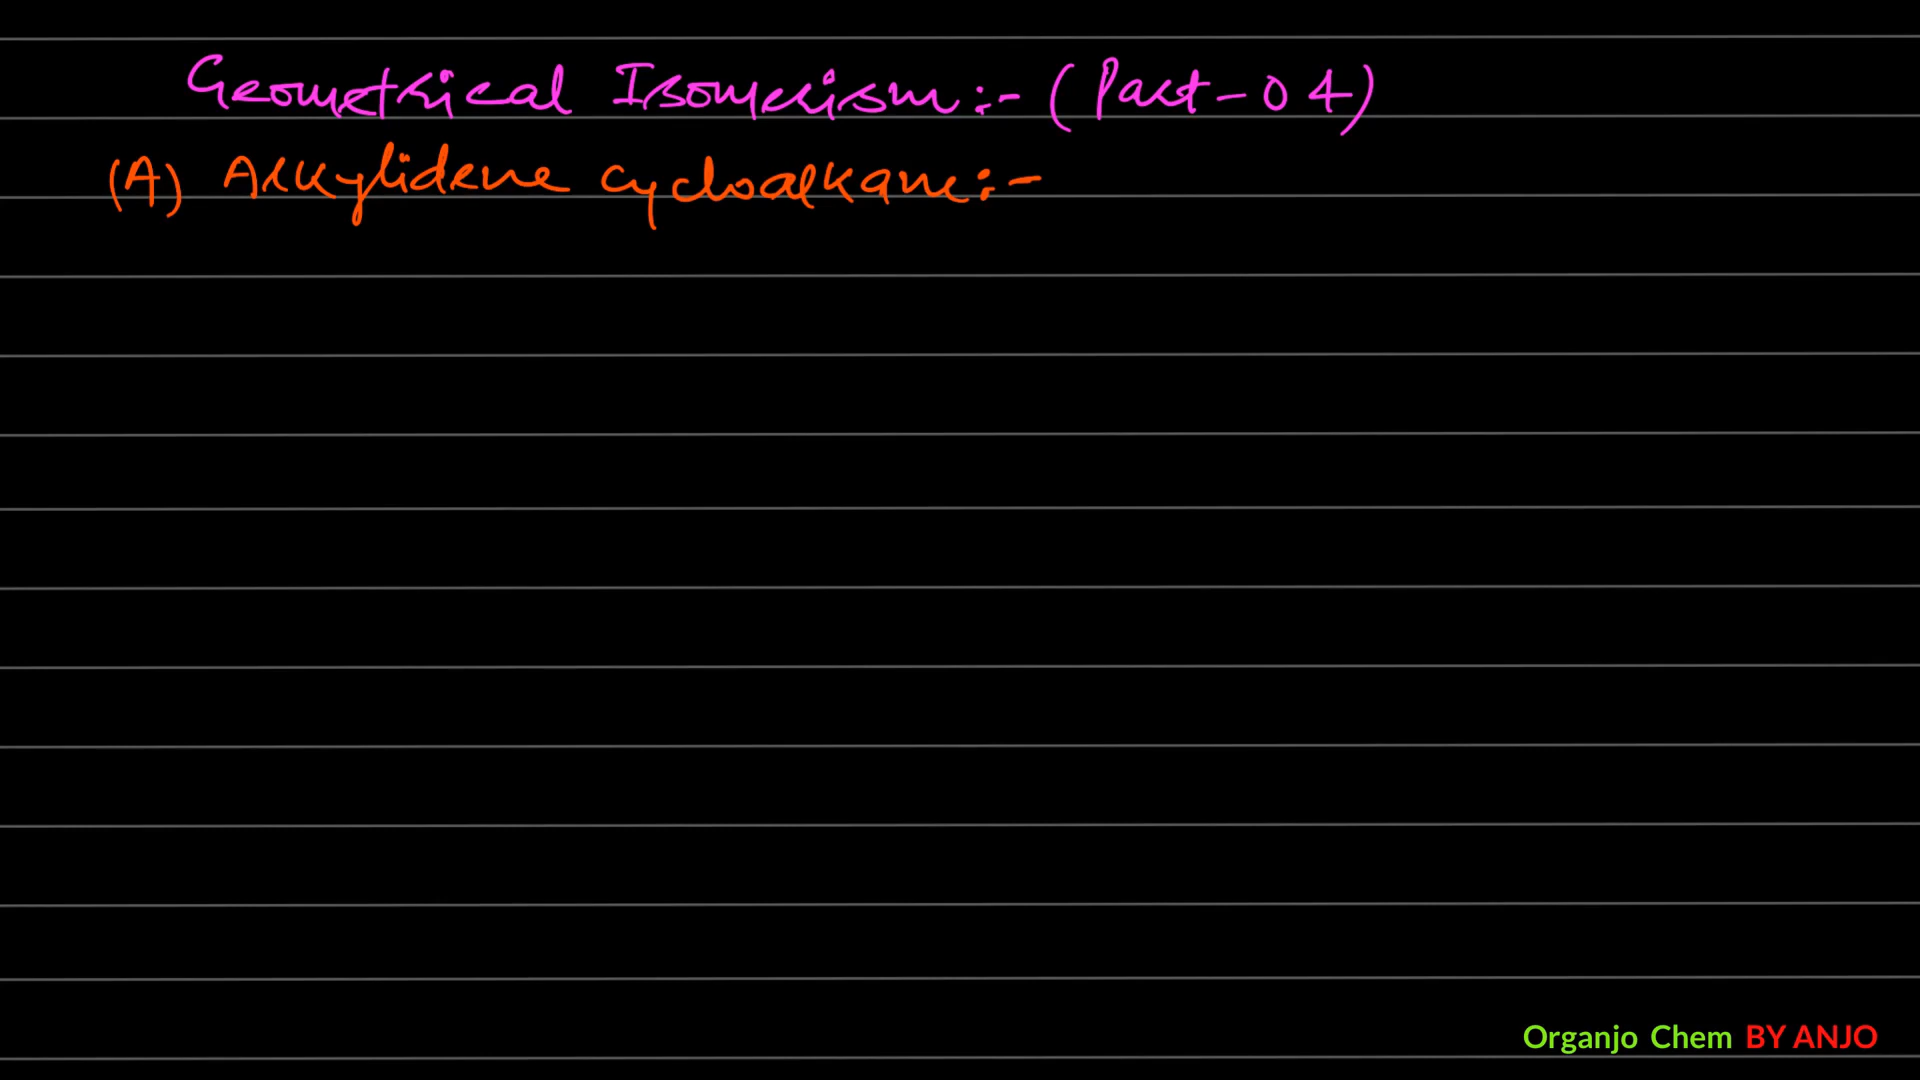 Geometrical Isomerism:- (Part-04)
(A) Alkylidene cycloalkane:-
Organjo Chem BY ANJO